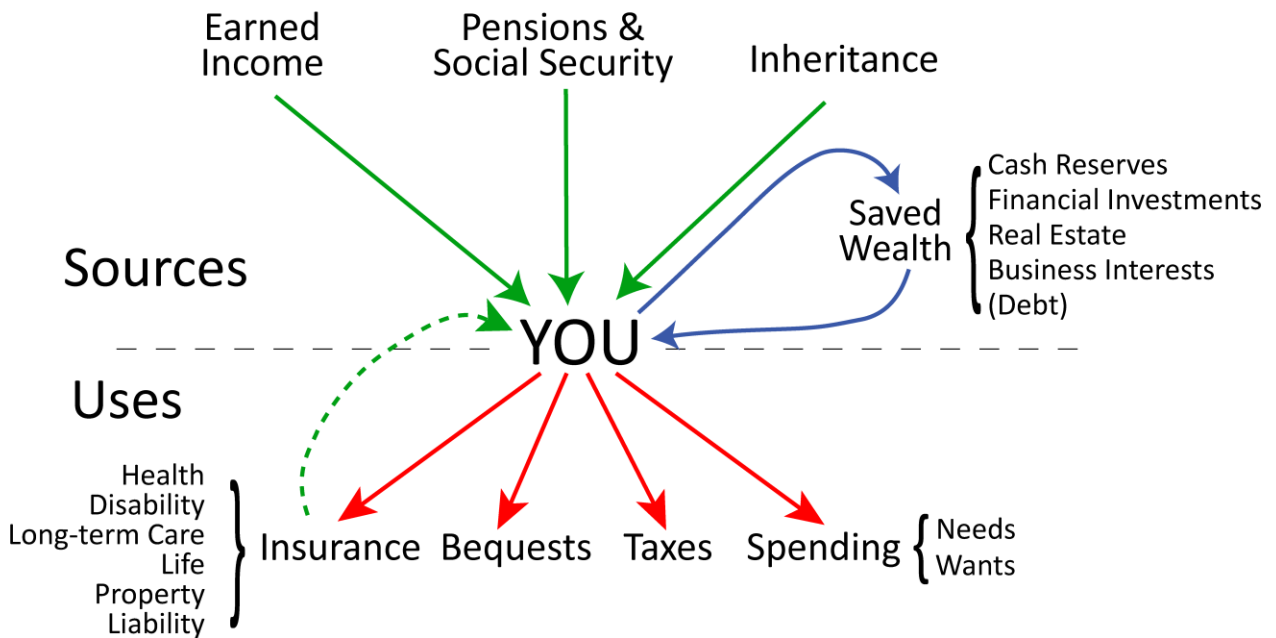 Earned
Income
Pensions &
Social Security
Inheritance
Cash Reserves
Financial Investments
Real Estate
Business Interests
(Debt)
Saved
Wealth
Sources
YOU
Uses
Health
Disability
Long-term Care
Life
Property
Liability
Insurance
Bequests
Taxes
Spending
Needs
Wants